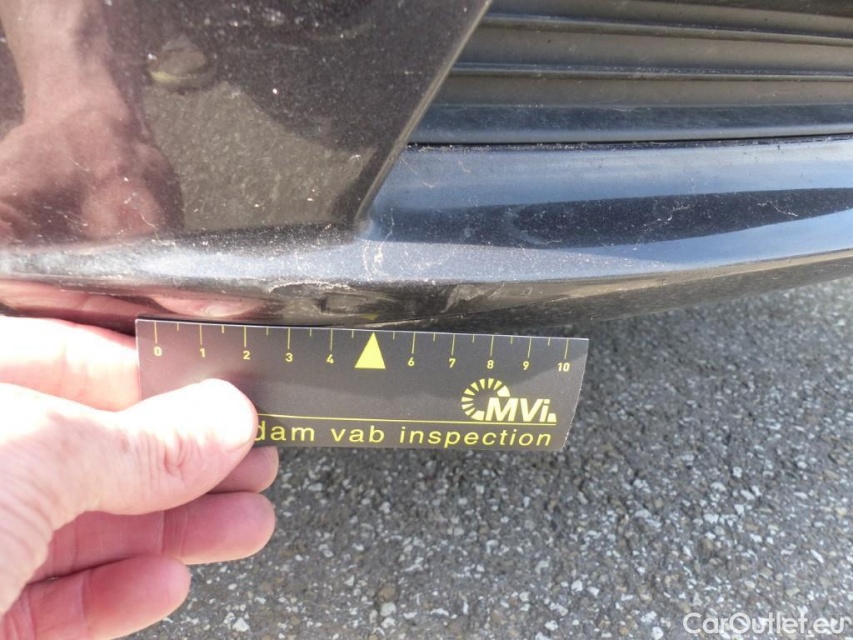 0 1 2 3 4 6 7 8 9 10
MVi
dam vab inspection
CarOutlet.eu